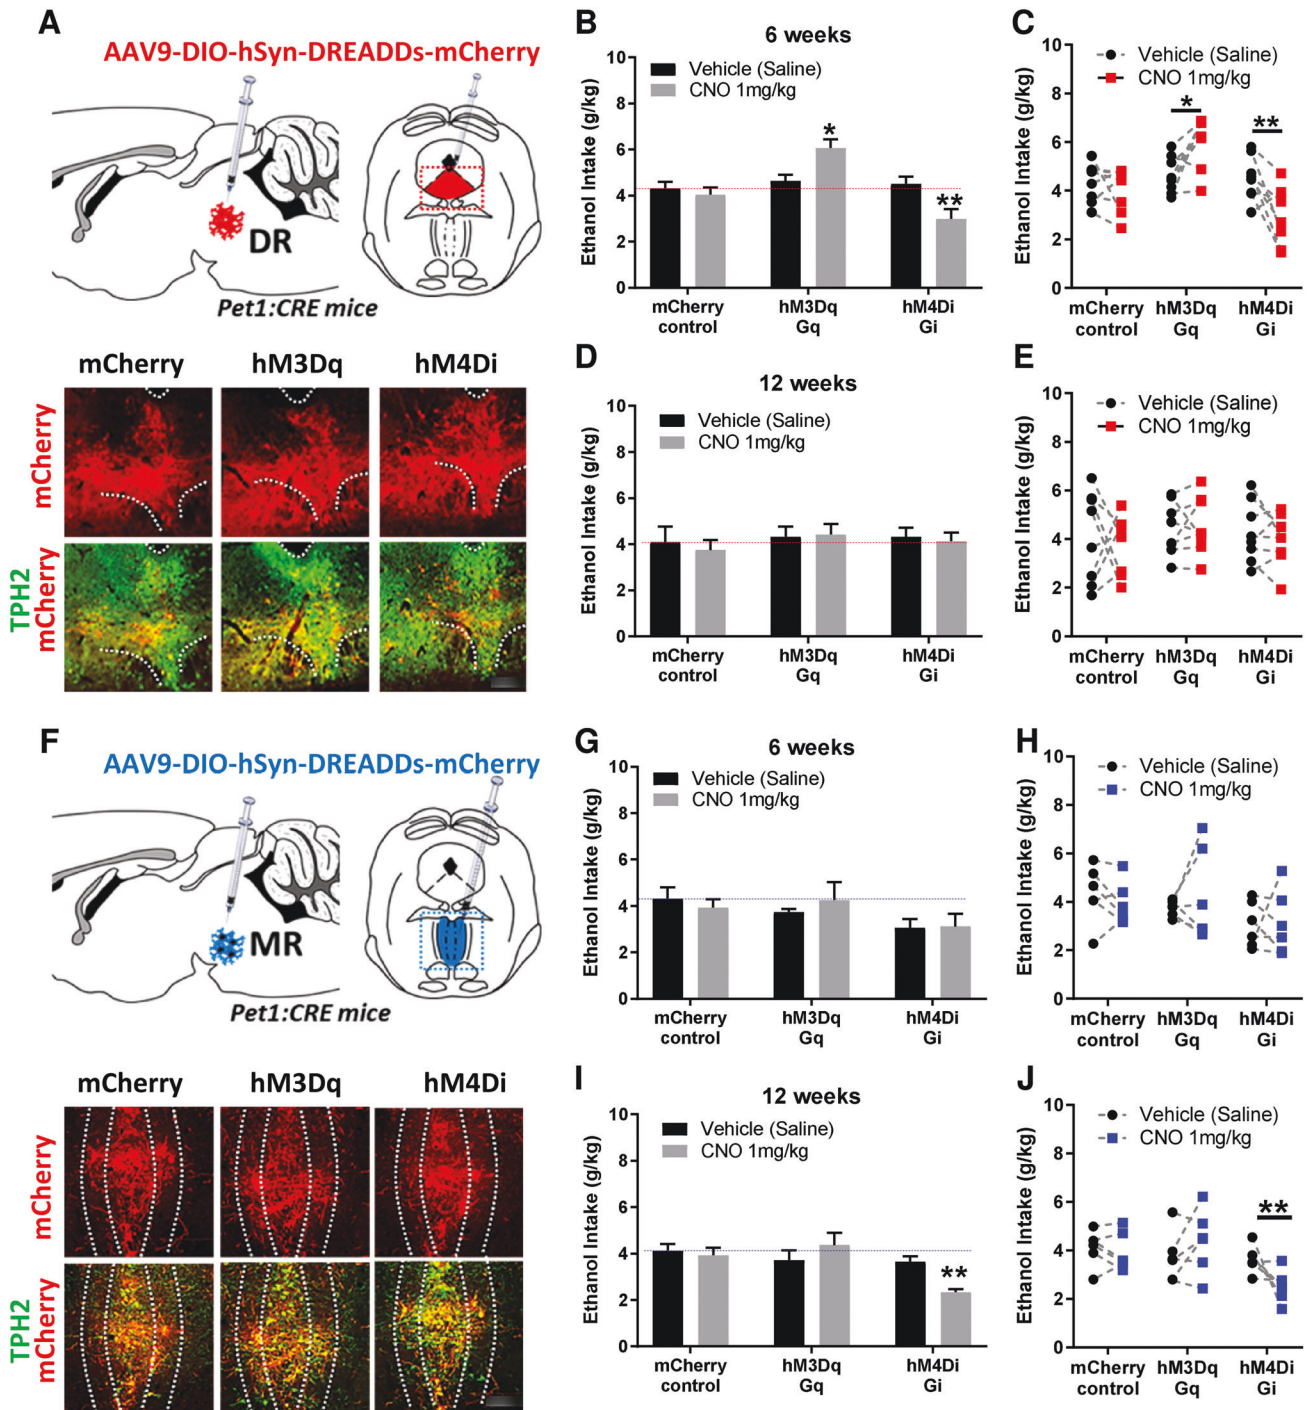 A
AAV9-DIO-hSyn-DREADDs-mCherry
DR
Pet1:CRE mice
mCherry
hM3Dq
hM4Di
mCherry
TPH2
mCherry
B
6 weeks
Vehicle (Saline)
CNO 1mg/kg
Ethanol Intake (g/kg)
10
8
6
4
2
0
*
**
mCherry
control
hM3Dq
Gq
hM4Di
Gi
C
Vehicle (Saline)
CNO 1mg/kg
Ethanol Intake (g/kg)
10
8
6
4
2
0
*
**
mCherry
control
hM3Dq
Gq
hM4Di
Gi
D
12 weeks
Vehicle (Saline)
CNO 1mg/kg
Ethanol Intake (g/kg)
10
8
6
4
2
0
mCherry
control
hM3Dq
Gq
hM4Di
Gi
E
Vehicle (Saline)
CNO 1mg/kg
Ethanol Intake (g/kg)
10
8
6
4
2
0
mCherry
control
hM3Dq
Gq
hM4Di
Gi
F
AAV9-DIO-hSyn-DREADDs-mCherry
MR
Pet1:CRE mice
mCherry
hM3Dq
hM4Di
mCherry
TPH2
mCherry
G
6 weeks
Vehicle (Saline)
CNO 1mg/kg
Ethanol Intake (g/kg)
10
8
6
4
2
0
mCherry
control
hM3Dq
Gq
hM4Di
Gi
H
Vehicle (Saline)
CNO 1mg/kg
Ethanol Intake (g/kg)
10
8
6
4
2
0
mCherry
control
hM3Dq
Gq
hM4Di
Gi
I
12 weeks
Vehicle (Saline)
CNO 1mg/kg
Ethanol Intake (g/kg)
10
8
6
4
2
0
**
mCherry
control
hM3Dq
Gq
hM4Di
Gi
J
Vehicle (Saline)
CNO 1mg/kg
Ethanol Intake (g/kg)
10
8
6
4
2
0
**
mCherry
control
hM3Dq
Gq
hM4Di
Gi